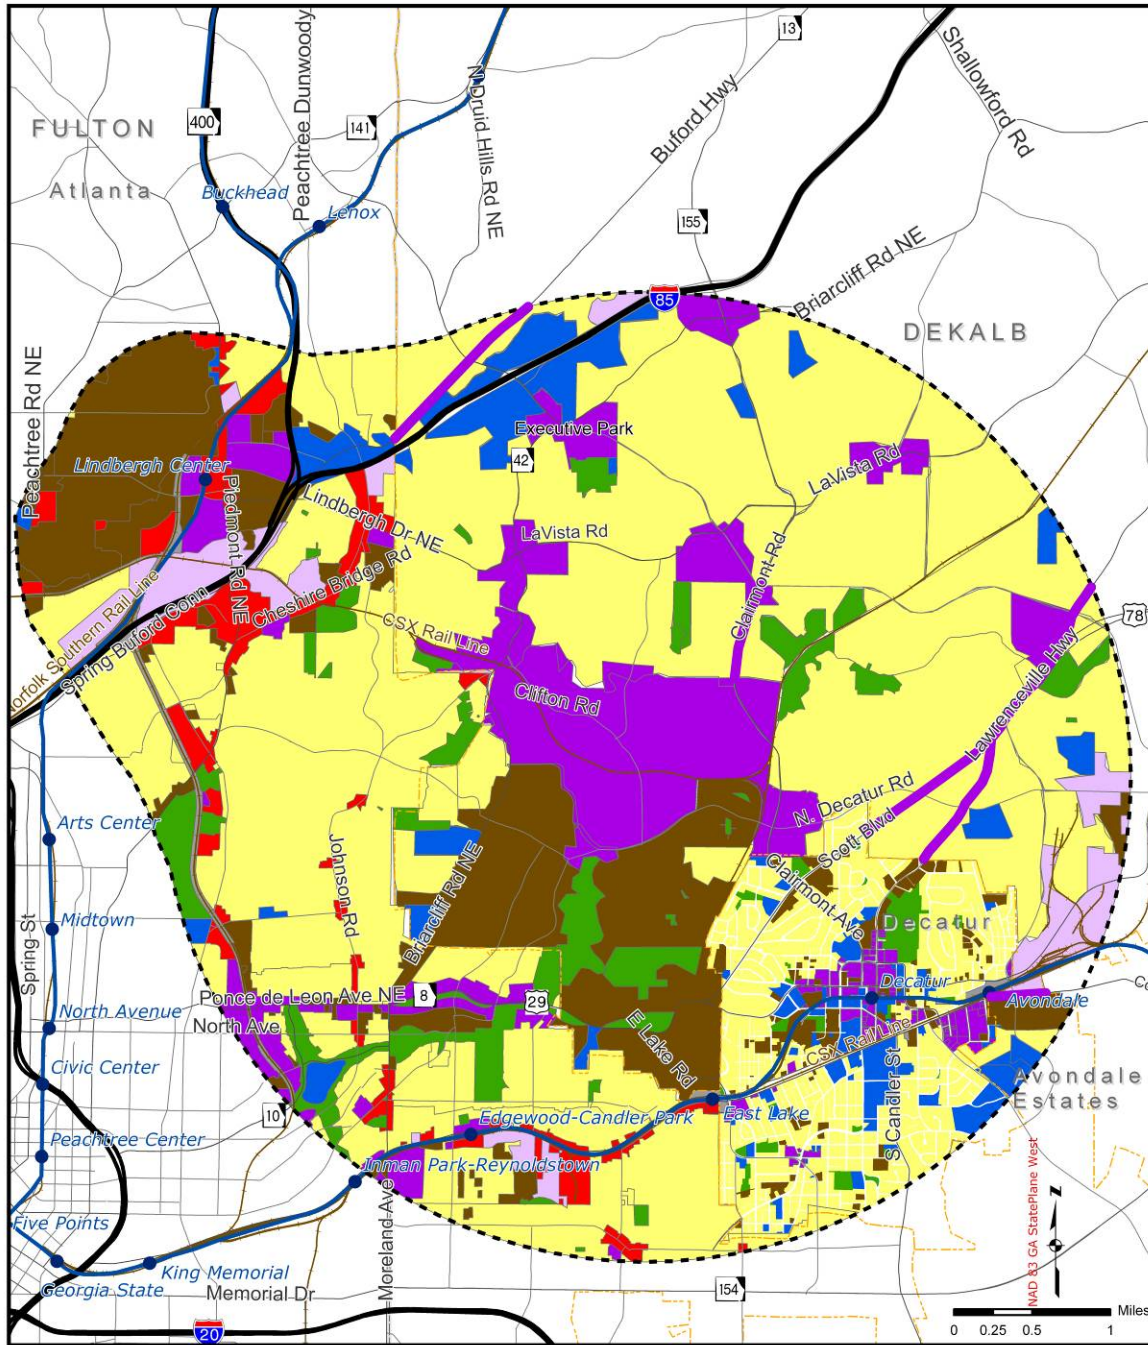 13
Shallowford Rd
Peachtree Dunwoody
N Druid Hills Rd NE
Buford Hwy
FULTON
400
141
Atlanta
Buckhead
Lenox
155
Briarcliff Rd NE
85
DEKALB
Peachtree Rd NE
Executive Park
42
LaVista Rd
Lindbergh Center
Piedmont Rd NE
Lindbergh Dr NE
LaVista Rd
Clairmont Rd
Cheshire Bridge Rd
CSX Rail Line
Norfolk Southern Rail Line
Spring Buford Conn
78
Clifton Rd
Lawrenceville Hwy
N. Decatur Rd
Scott Blvd
Arts Center
Johnson Rd
Briarcliff Rd NE
Clairmont Ave
Midtown
Decatur
Spring St
Ponce de Leon Ave NE
8
29
Decatur
Avondale
Co
North Avenue
North Ave
E Lake Rd
CSX Rail Line
Civic Center
S Candler St
Avondale
Estates
10
Edgewood-Candler Park
East Lake
Peachtree Center
Inman Park-Reynoldstown
Moreland Ave
Five Points
King Memorial
Georgia State
Memorial Dr
154
20
NAD 83 GA StatePlane West
N
Miles
0 0.25 0.5 1